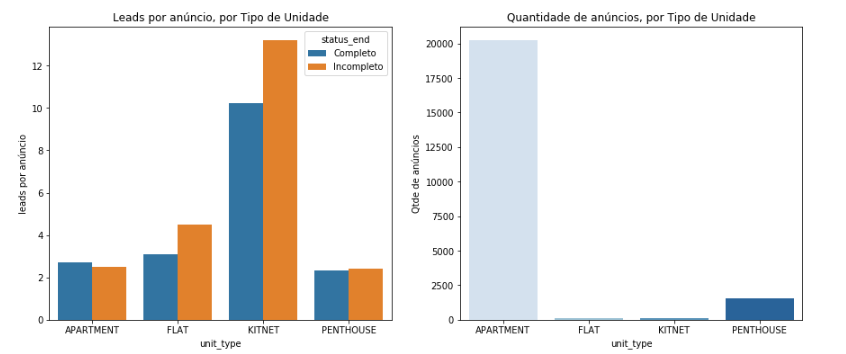 Leads por anúncio, por Tipo de Unidade
status_end
Completo
Incompleto
12
10
8
6
4
2
0
leads por anúncio
APARTMENT
FLAT
KITNET
PENTHOUSE
unit_type
Quantidade de anúncios, por Tipo de Unidade
20000
17500
15000
12500
10000
7500
5000
2500
0
Qtde de anúncios
APARTMENT
FLAT
KITNET
PENTHOUSE
unit_type